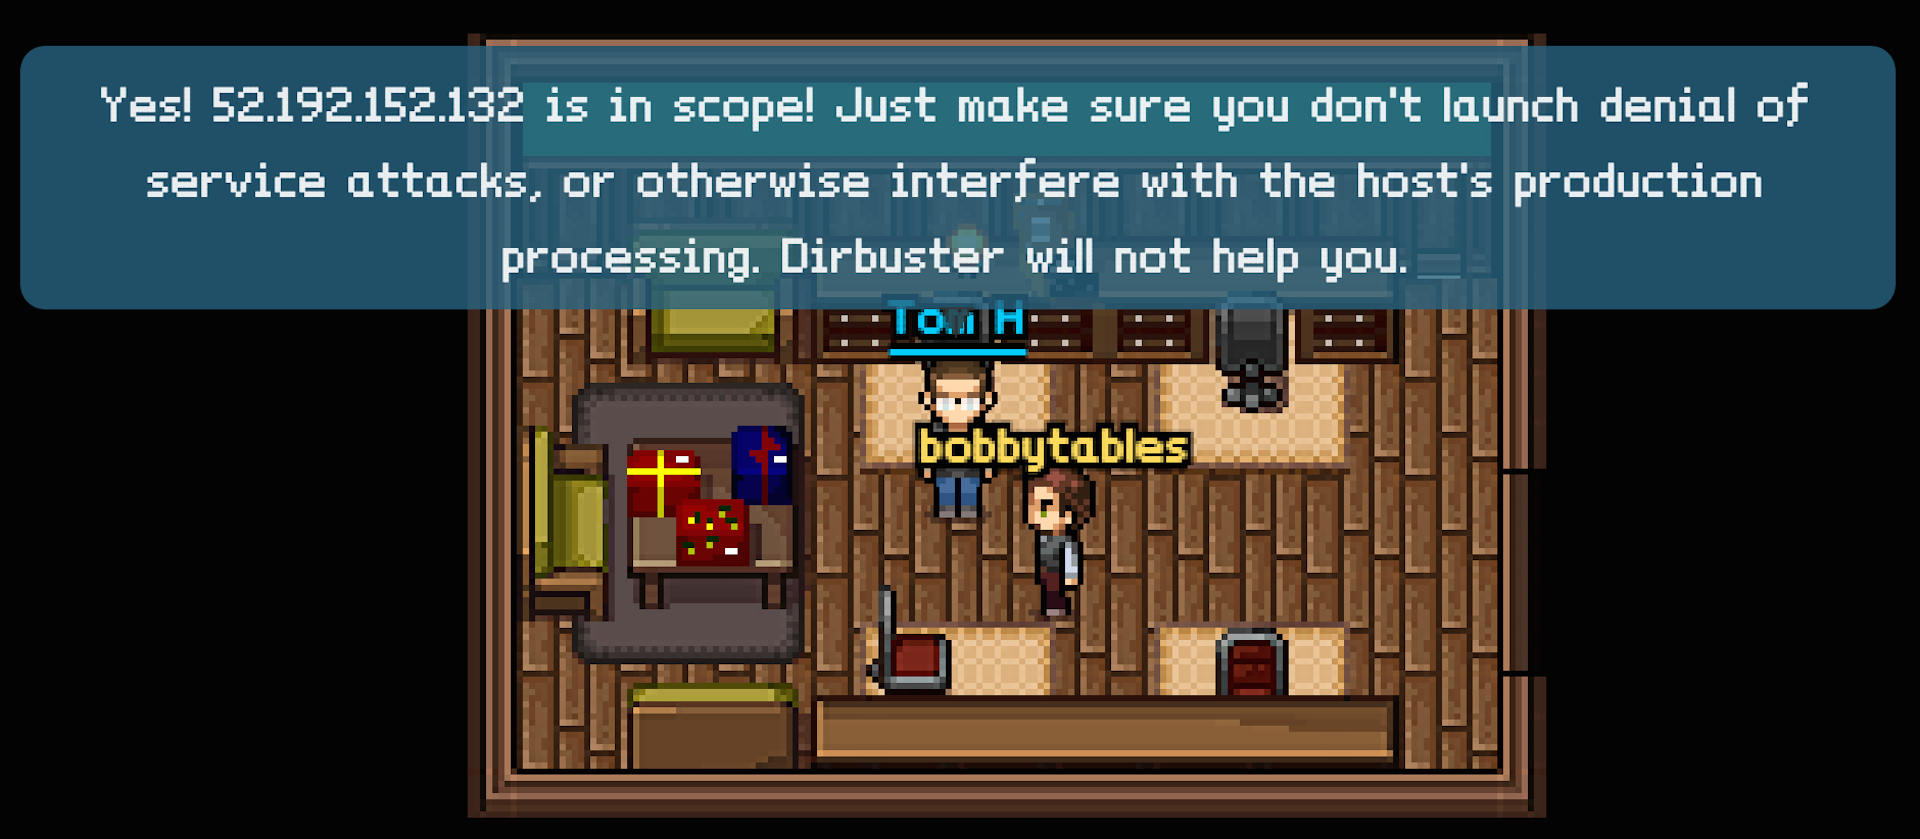 Yes! 52.192.152.132 is in scope! Just make sure you don't launch denial of
service attacks, or otherwise interfere with the host's production
processing. Dirbuster will not help you.
Tom H
bobbytables